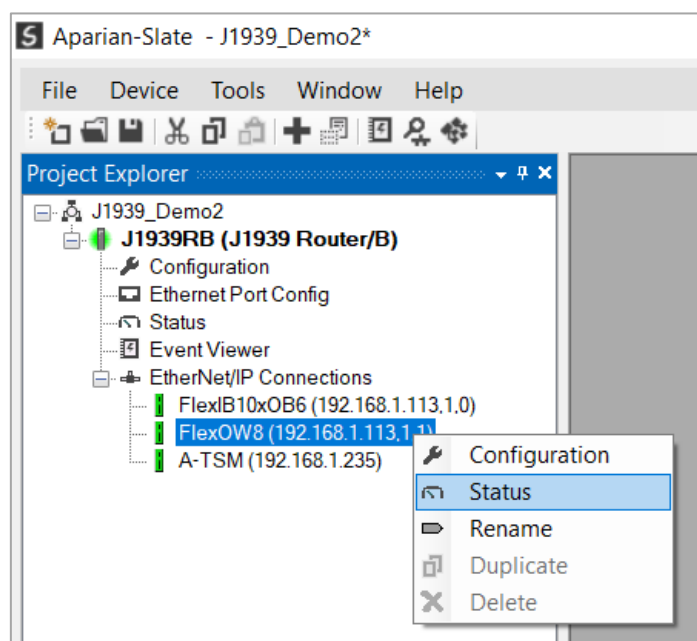 Aparian-Slate - J1939_Demo2*
File Device Tools Window Help
Project Explorer
J1939_Demo2
J1939RB (J1939 Router/B)
Configuration
Ethernet Port Config
Status
Event Viewer
EtherNet/IP Connections
FlexIB10xOB6 (192.168.1.113,1,0)
FlexOW8 (192.168.1.113,1,1)
A-TSM (192.168.1.235)
Configuration
Status
Rename
Duplicate
Delete